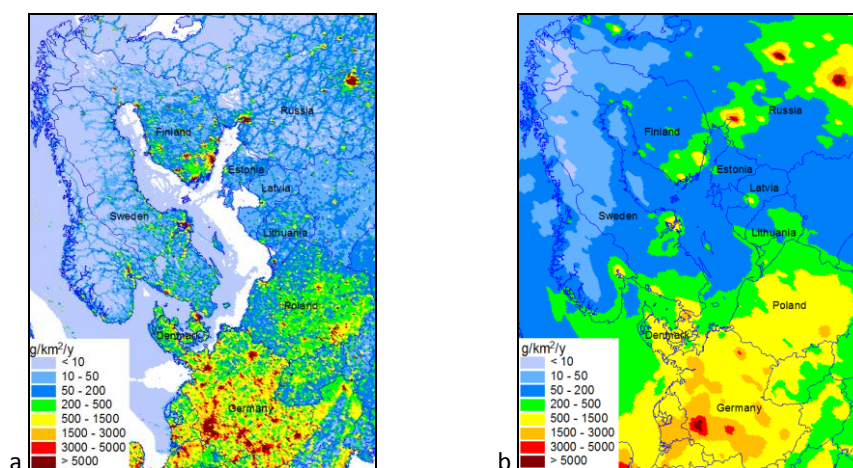 Finland
Russia
Estonia
Latvia
Sweden
Lithuania
Poland
Denmark
Germany
g/km²/y
< 10
10 - 50
50 - 200
200 - 500
500 - 1500
1500 - 3000
3000 - 5000
> 5000
a
Russia
Finland
Estonia
Latvia
Sweden
Lithuania
Poland
Denmark
Germany
g/km²/y
< 10
10 - 50
50 - 200
200 - 500
500 - 1500
1500 - 3000
3000 - 5000
> 5000
b